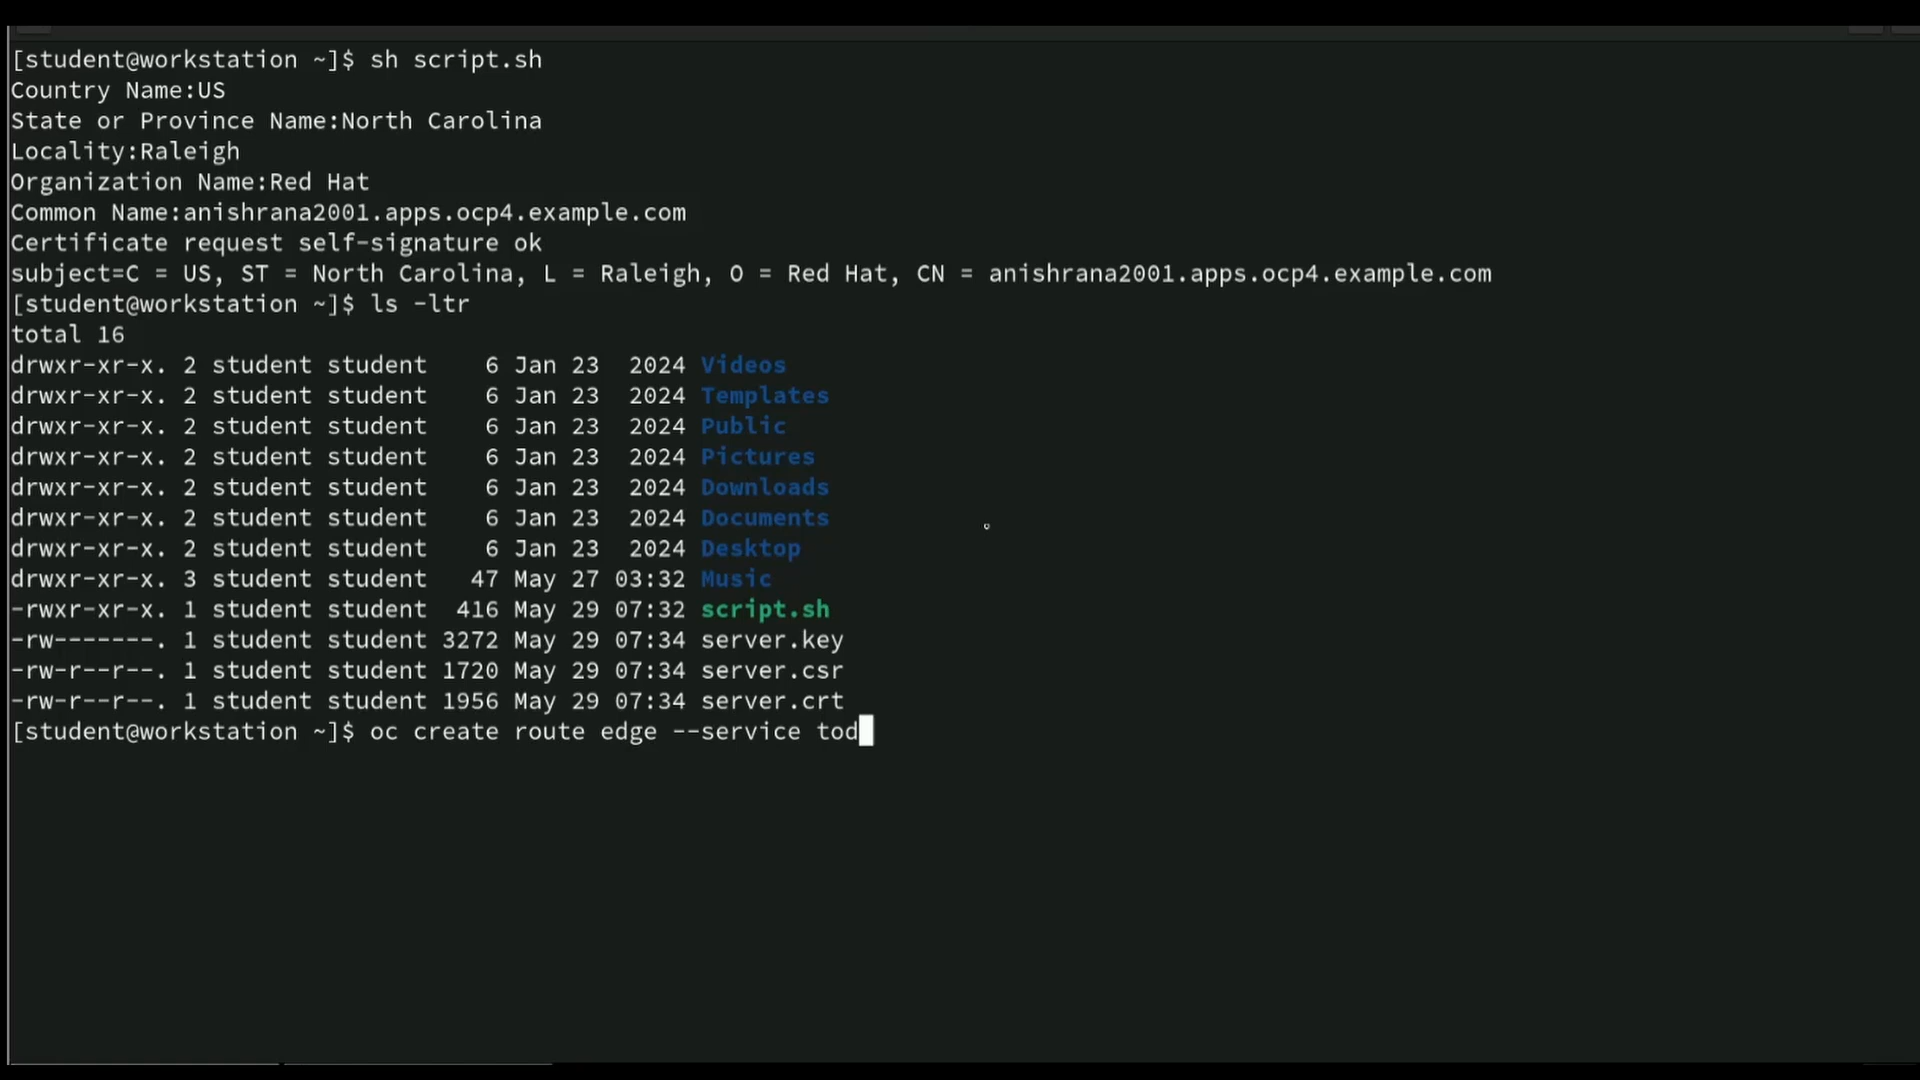 [student@workstation ~]$ sh script.sh
Country Name:US
State or Province Name:North Carolina
Locality:Raleigh
Organization Name:Red Hat
Common Name:anishrana2001.apps.ocp4.example.com
Certificate request self-signature ok
subject=C = US, ST = North Carolina, L = Raleigh, O = Red Hat, CN = anishrana2001.apps.ocp4.example.com
[student@workstation ~]$ ls -ltr
total 16
drwxr-xr-x. 2 student student    6 Jan 23  2024 Videos
drwxr-xr-x. 2 student student    6 Jan 23  2024 Templates
drwxr-xr-x. 2 student student    6 Jan 23  2024 Public
drwxr-xr-x. 2 student student    6 Jan 23  2024 Pictures
drwxr-xr-x. 2 student student    6 Jan 23  2024 Downloads
drwxr-xr-x. 2 student student    6 Jan 23  2024 Documents
drwxr-xr-x. 2 student student    6 Jan 23  2024 Desktop
drwxr-xr-x. 3 student student   47 May 27 03:32 Music
-rwxr-xr-x. 1 student student  416 May 29 07:32 script.sh
-rw-------. 1 student student 3272 May 29 07:34 server.key
-rw-r--r--. 1 student student 1720 May 29 07:34 server.csr
-rw-r--r--. 1 student student 1956 May 29 07:34 server.crt
[student@workstation ~]$ oc create route edge --service tod